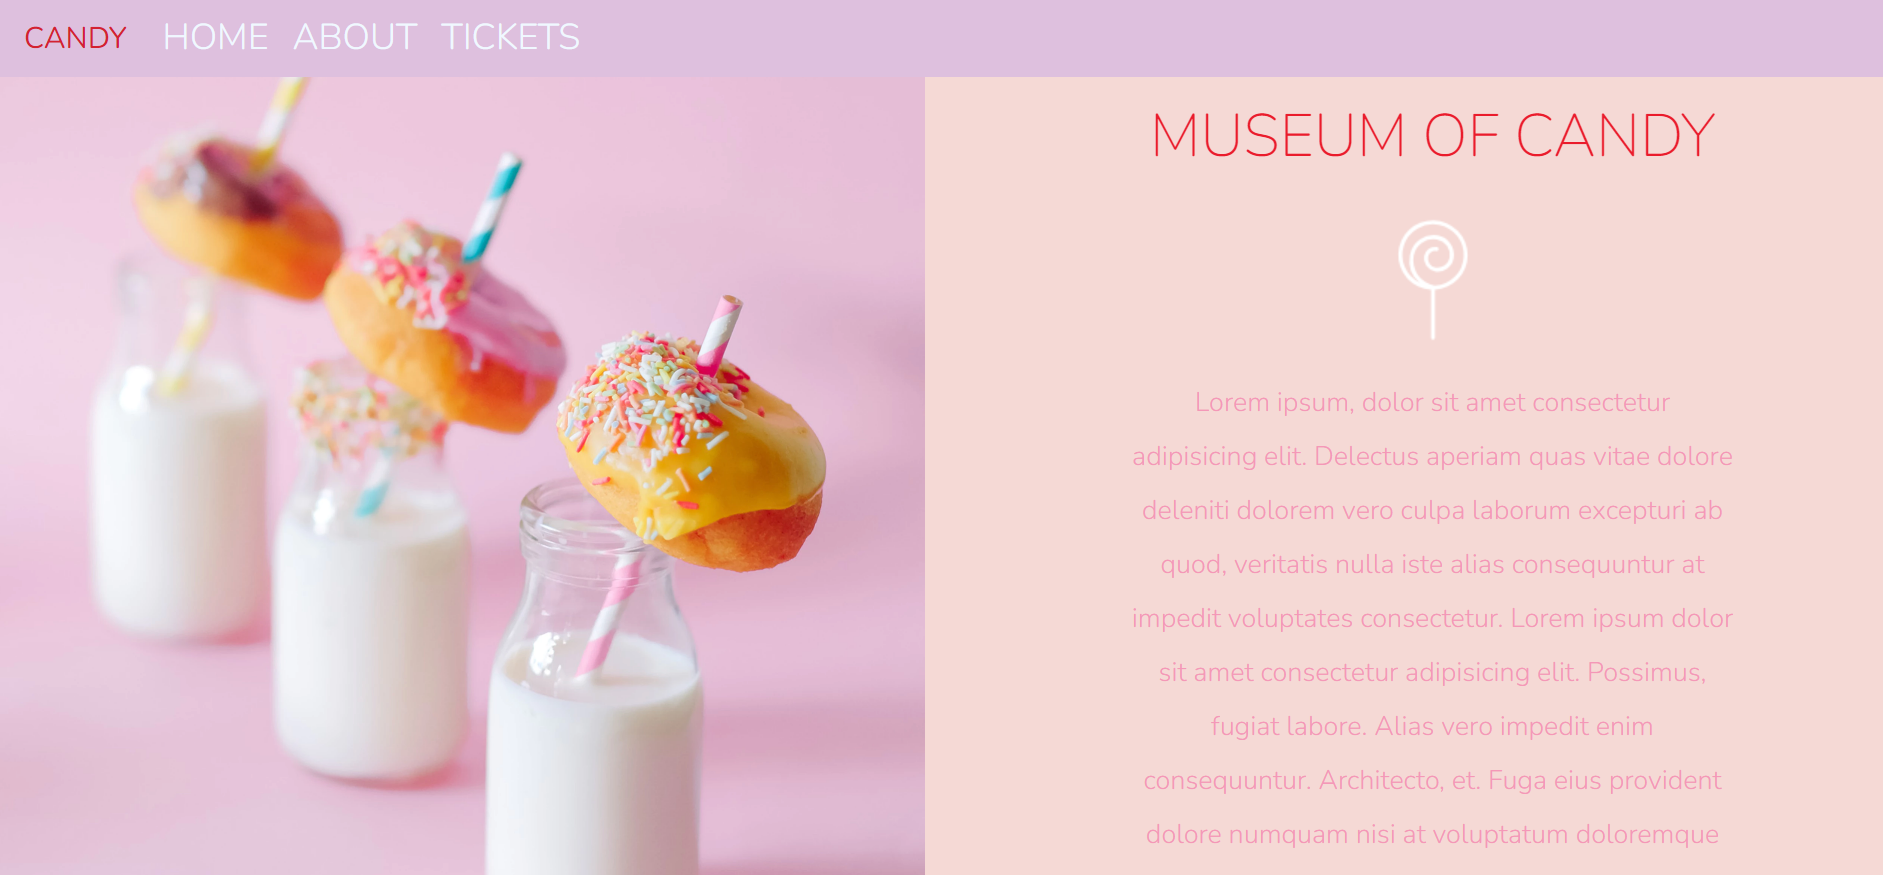 CANDY HOME ABOUT TICKETS
MUSEUM OF CANDY
Lorem ipsum, dolor sit amet consectetur
adipisicing elit. Delectus aperiam quas vitae dolore
deleniti dolorem vero culpa laborum excepturi ab
quod, veritatis nulla iste alias consequuntur at
impedit voluptates consectetur. Lorem ipsum dolor
sit amet consectetur adipisicing elit. Possimus,
fugiat labore. Alias vero impedit enim
consequuntur. Architecto, et. Fuga eius provident
dolore numquam nisi at voluptatum doloremque